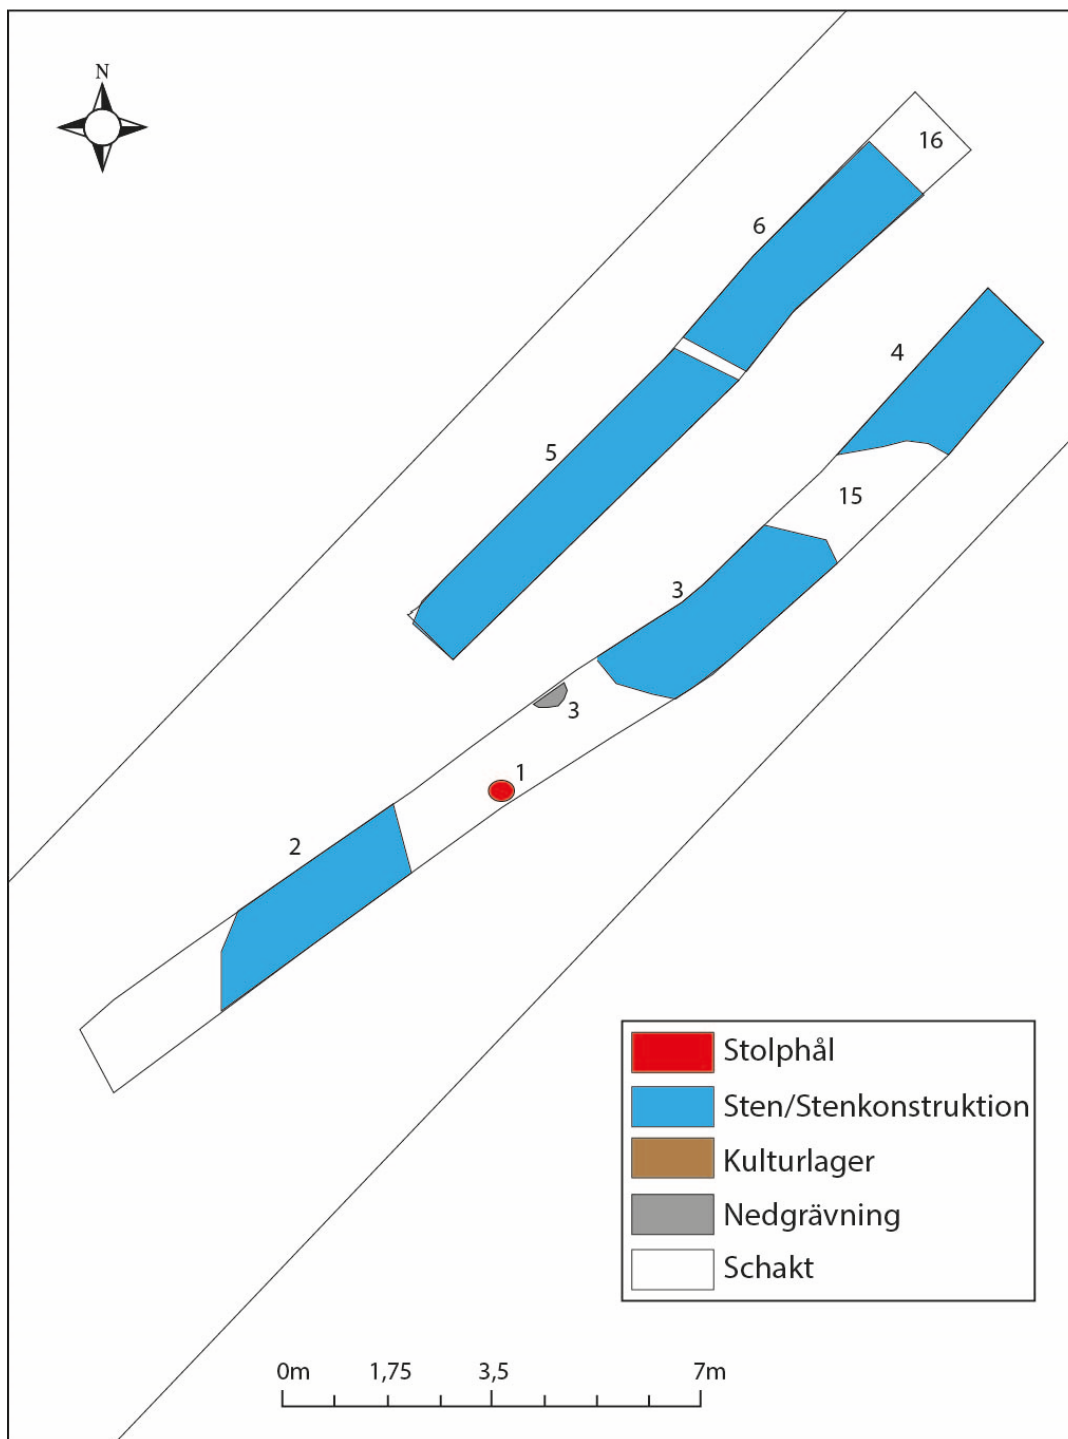 N
16
6
4
5
15
3
3
1
2
Stolphål
Sten/Stenkonstruktion
Kulturlager
Nedgrävning
Schakt
0m 1,75 3,5 7m